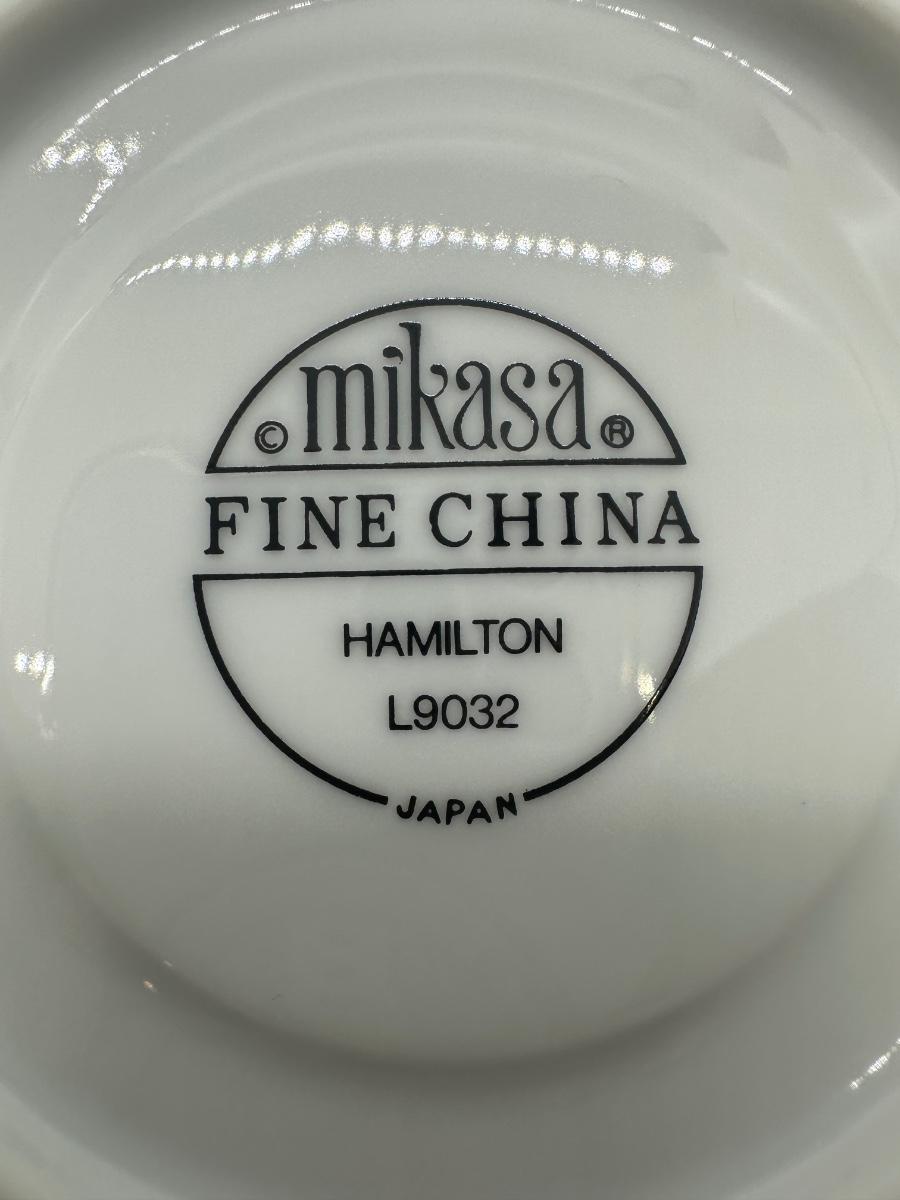 © mikasa ®
FINE CHINA
HAMILTON
L9032
JAPAN